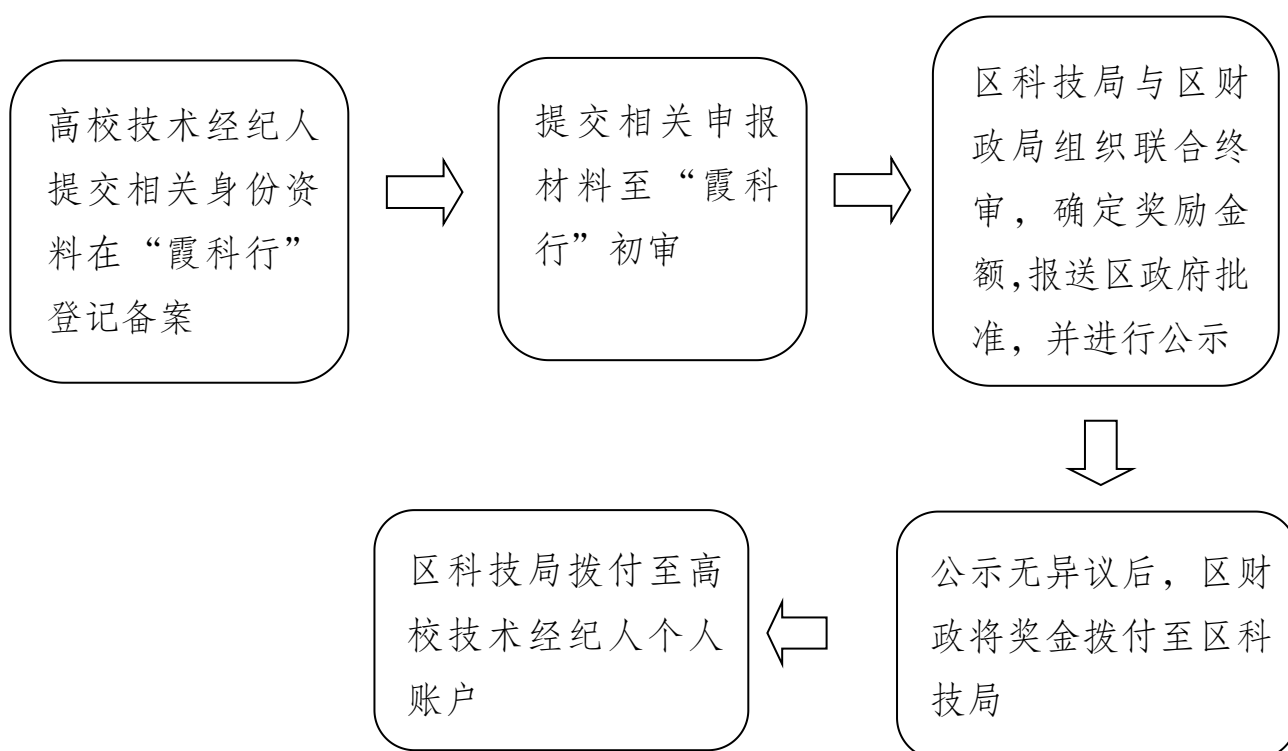 高校技术经纪人
提交相关身份资
料在“霞科行”
登记备案
提交相关申报
材料至“霞科
行”初审
区科技局与区财
政局组织联合终
审，确定奖励金
额,报送区政府批
准，并进行公示
公示无异议后，区财
政将奖金拨付至区科
技局
区科技局拨付至高
校技术经纪人个人
账户